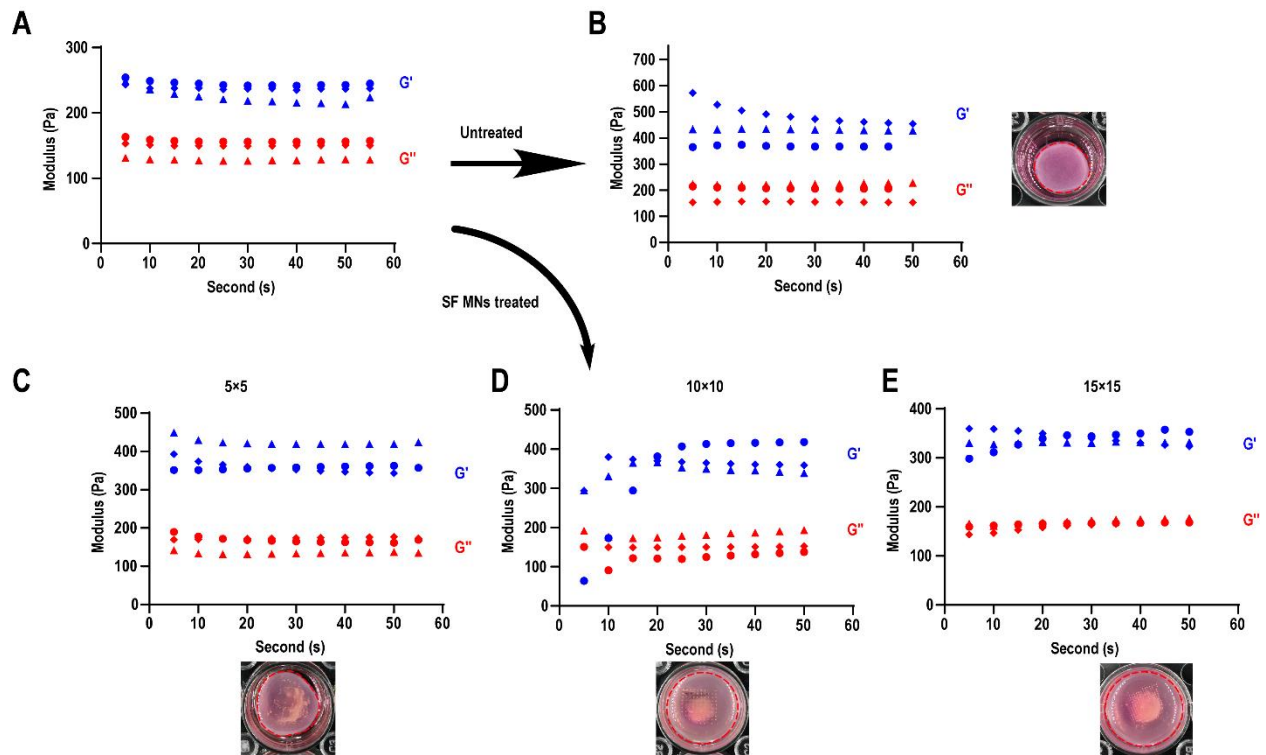 A
B
300
200
100
0
Modulus (Pa)
0 10 20 30 40 50 60
Second (s)
G'
G''
Untreated
SF MNs treated
700
600
500
400
300
200
100
0
Modulus (Pa)
0 10 20 30 40 50 60
Second (s)
G'
G''
C
5×5
500
400
300
200
100
0
Modulus (Pa)
0 10 20 30 40 50 60
Second (s)
G'
G''
D
10×10
500
400
300
200
100
0
Modulus (Pa)
0 10 20 30 40 50 60
Second (s)
G'
G''
E
15×15
400
300
200
100
0
Modulus (Pa)
0 10 20 30 40 50 60
Second (s)
G'
G''